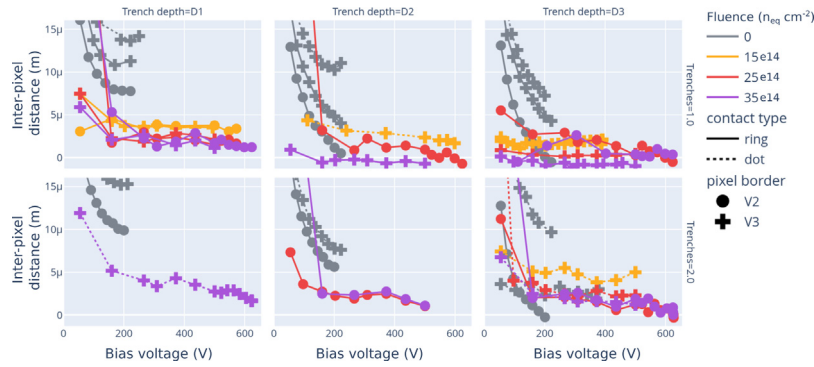 Trench depth=D1
Trench depth=D2
Trench depth=D3
Fluence (n_eq cm⁻²)
0
15e14
25e14
35e14
contact type
ring
dot
pixel border
V2
V3
Inter-pixel
distance (m)
15μ
10μ
5μ
0
Trenches=1.0
Inter-pixel
distance (m)
15μ
10μ
5μ
0
Trenches=2.0
0
200
400
600
0
200
400
600
0
200
400
600
Bias voltage (V)
Bias voltage (V)
Bias voltage (V)